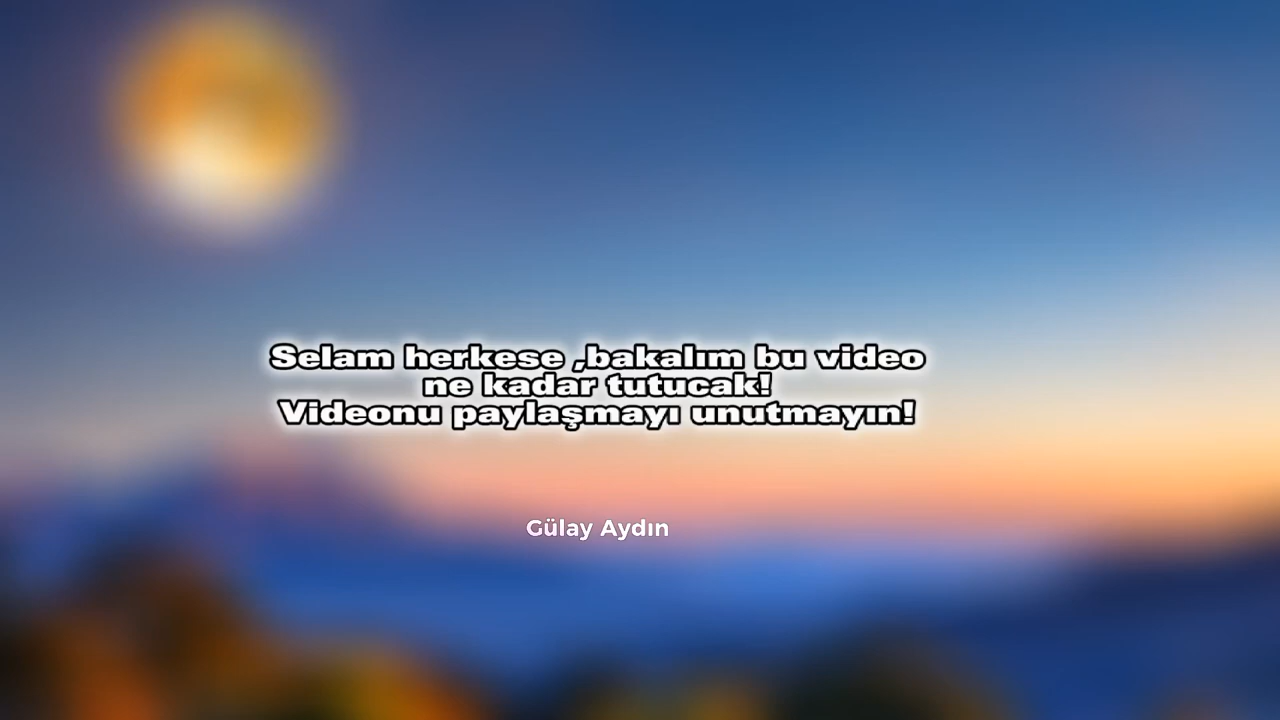 Selam herkese ,bakalım bu video
ne kadar tutucak!
Videonu paylaşmayı unutmayın!
Gülay Aydın